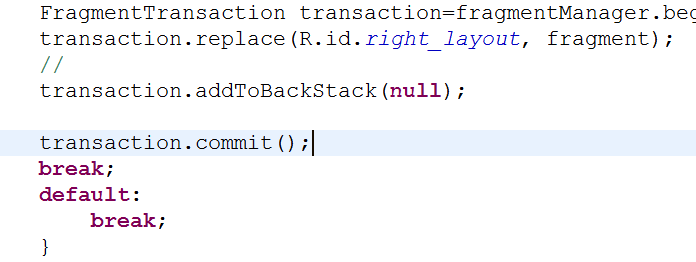 FragmentTransaction transaction=fragmentManager.beg
transaction.replace(R.id.right_layout, fragment);
//
transaction.addToBackStack(null);
transaction.commit();
break;
default:
break;
}